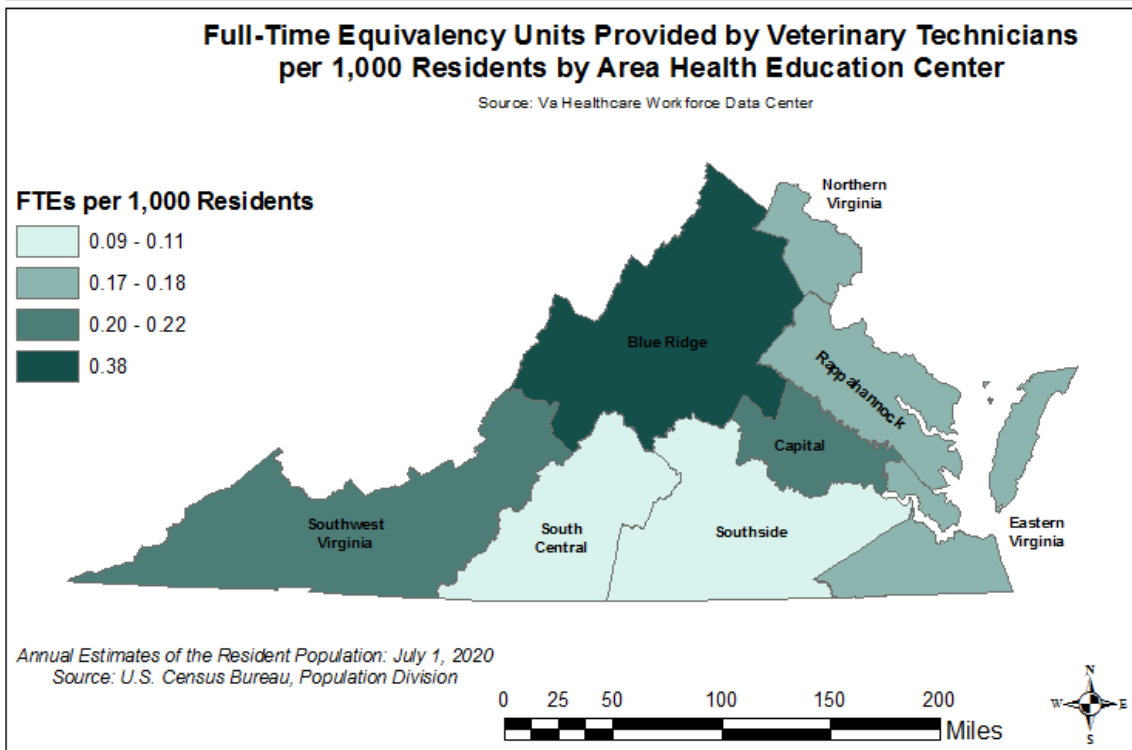 Full-Time Equivalency Units Provided by Veterinary Technicians
per 1,000 Residents by Area Health Education Center
Source: Va Healthcare Workforce Data Center
FTEs per 1,000 Residents
0.09 - 0.11
0.17 - 0.18
0.20 - 0.22
0.38
Northern
Virginia
Blue Ridge
Rappahannock
Capital
Southwest
Virginia
South
Central
Southside
Eastern
Virginia
Annual Estimates of the Resident Population: July 1, 2020
Source: U.S. Census Bureau, Population Division
0 25 50 100 150 200
Miles
N
W E
S